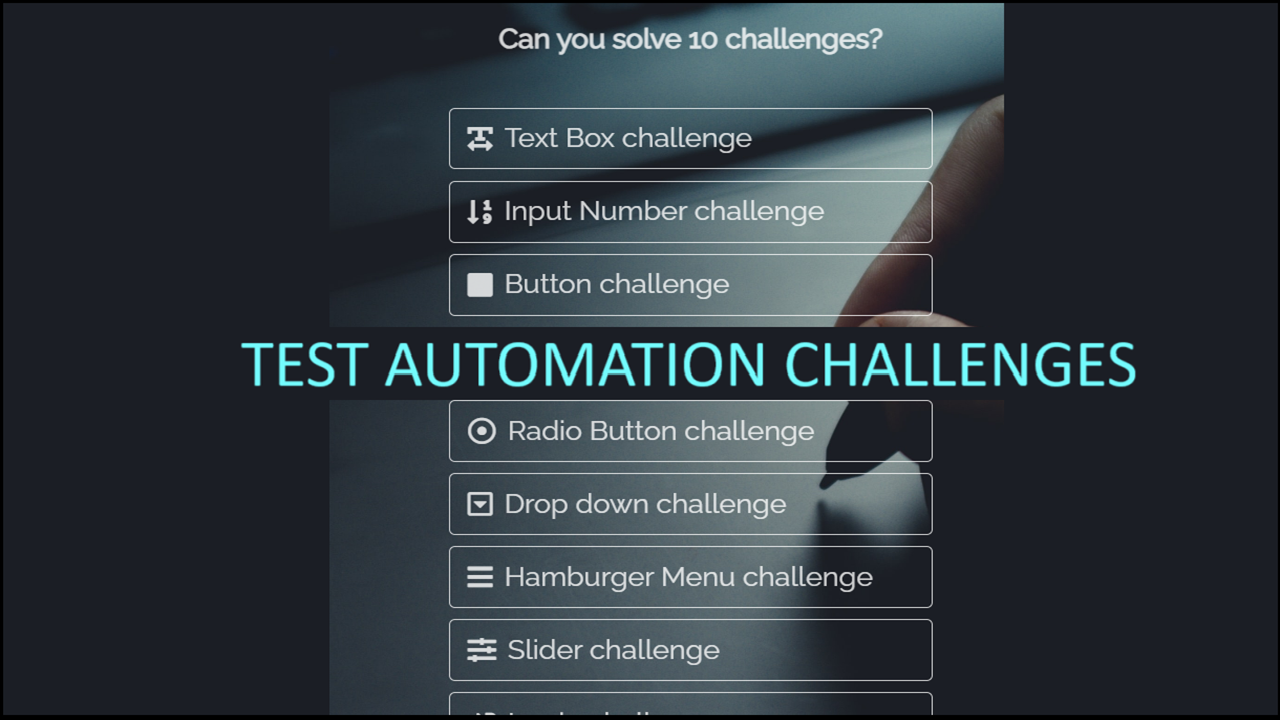 Can you solve 10 challenges?
Text Box challenge
Input Number challenge
Button challenge
TEST AUTOMATION CHALLENGES
Radio Button challenge
Drop down challenge
Hamburger Menu challenge
Slider challenge